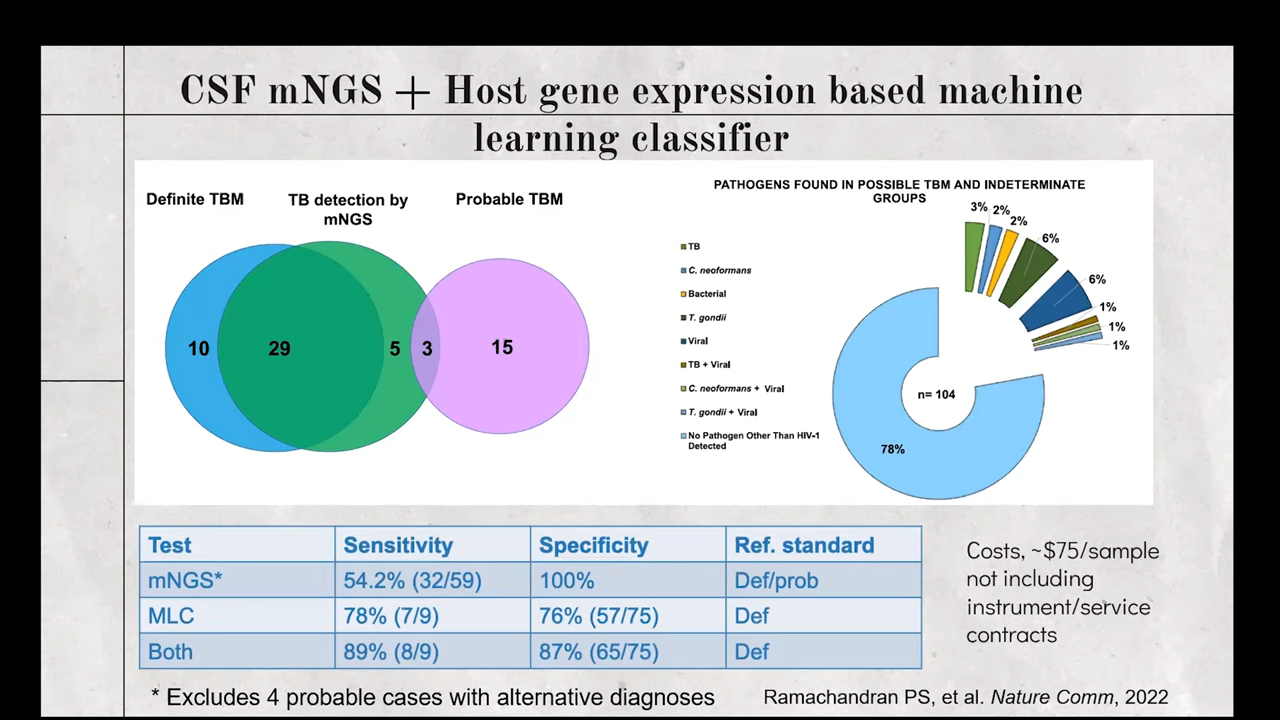 CSF mNGS + Host gene expression based machine
learning classifier
Definite TBM
TB detection by
mNGS
Probable TBM
10
29
5
3
15
PATHOGENS FOUND IN POSSIBLE TBM AND INDETERMINATE
GROUPS
TB
C. neoformans
Bacterial
T. gondii
Viral
TB + Viral
C. neoformans + Viral
T. gondii + Viral
No Pathogen Other Than HIV-1
Detected
3%
2%
2%
6%
6%
1%
1%
1%
n= 104
78%
Test Sensitivity Specificity Ref. standard
mNGS* 54.2% (32/59) 100% Def/prob
MLC 78% (7/9) 76% (57/75) Def
Both 89% (8/9) 87% (65/75) Def
Costs, ~$75/sample
not including
instrument/service
contracts
* Excludes 4 probable cases with alternative diagnoses
Ramachandran PS, et al. Nature Comm, 2022